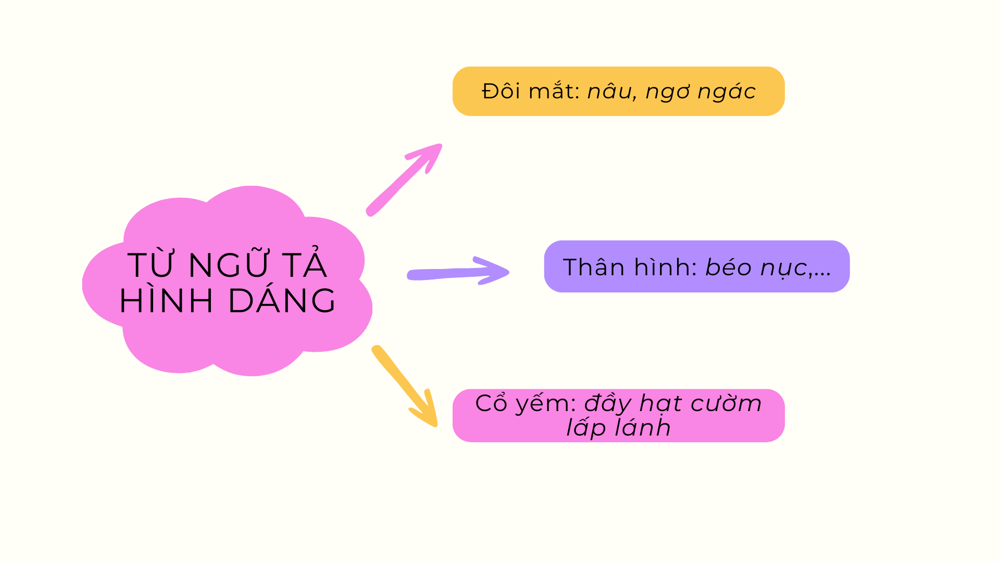 TỪ NGỮ TẢ
HÌNH DÁNG
Đôi mắt: nâu, ngơ ngác
Thân hình: béo nục,...
Cổ yếm: đầy hạt cườm
lấp lánh